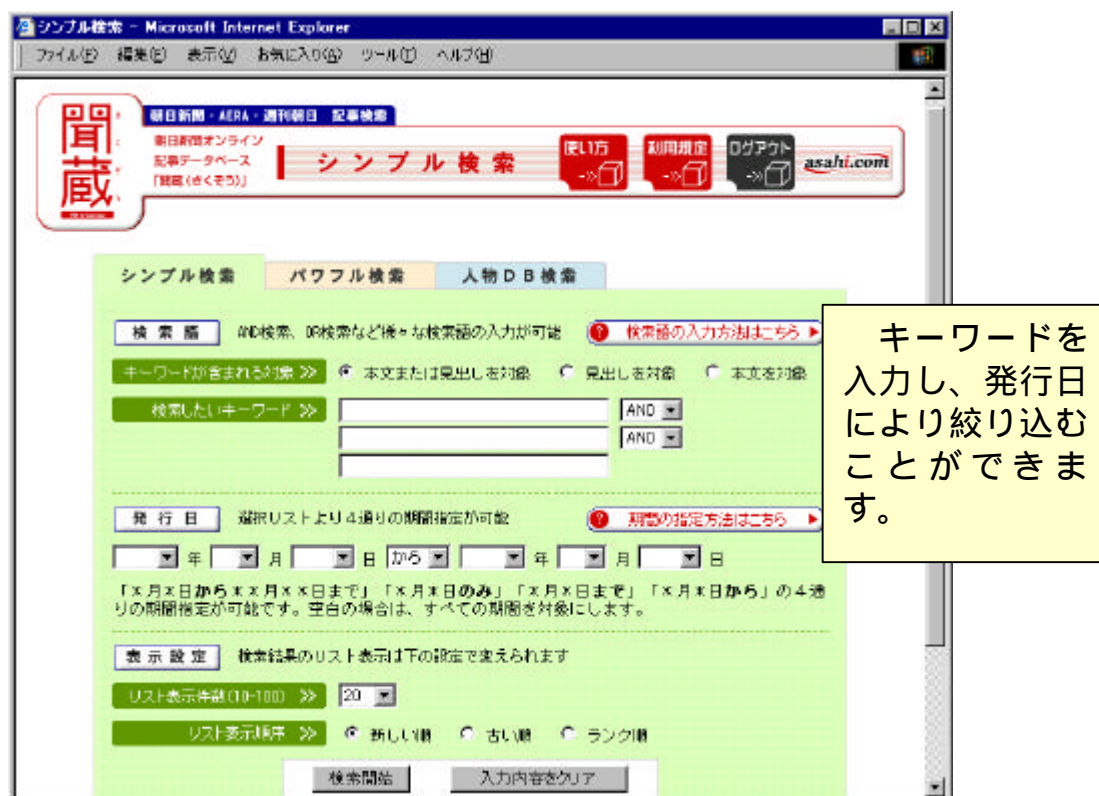 シンプル検索 - Microsoft Internet Explorer
ファイル(F) 編集(E) 表示(V) お気に入り(A) ツール(T) ヘルプ(H)
聞蔵
朝日新聞・AERA・週刊朝日 記事検索
朝日新聞オンライン
記事データベース
「聞蔵(きくぞう)」
シンプル検索
使い方
利用規定
ログアウト
asahi.com
シンプル検索 パワフル検索 人物DB検索
検索語 AND検索、OR検索など様々な検索語の入力が可能 ? 検索語の入力方法はこちら
キーワードが含まれる対象 >> 本文または見出しを対象 見出しを対象 本文を対象
検索したいキーワード >> AND
AND
発行日 選択リストより4通りの期間指定が可能 ? 期間の指定方法はこちら
年 月 日 から 年 月 日
「×月×日から××月××日まで」「×月×日のみ」「×月×日まで」「×月×日から」の4通
りの期間指定が可能です。空白の場合は、すべての期間を対象にします。
表示設定 検索結果のリスト表示は下の設定で変えられます
リスト表示件数(10-100) >> 20
リスト表示順序 >> 新しい順 古い順 ランク順
検索開始 入力内容をクリア
キーワードを
入力し、発行日
により絞り込む
ことができま
す。